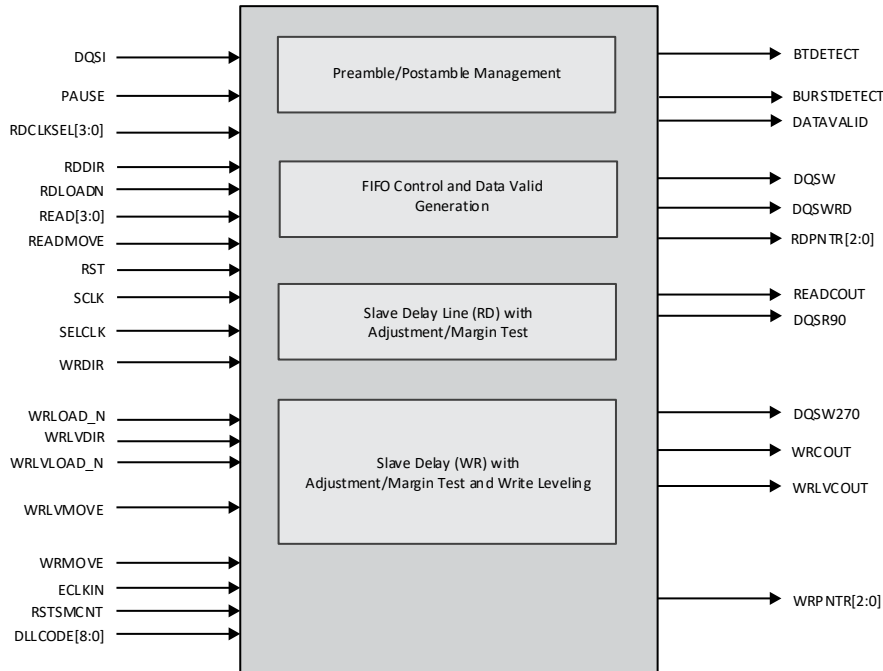 DQSI
PAUSE
RDCLKSEL[3:0]
RDDIR
RDLOADN
READ[3:0]
READMOVE
RST
SCLK
SELCLK
WRDIR
WRLOAD_N
WRLVDIR
WRLVLOAD_N
WRLVMOVE
WRMOVE
ECLKIN
RSTSMCNT
DLLCODE[8:0]
Preamble/Postamble Management
FIFO Control and Data Valid
Generation
Slave Delay Line (RD) with
Adjustment/Margin Test
Slave Delay (WR) with
Adjustment/Margin Test and Write Leveling
BTDETECT
BURSTDETECT
DATAVALID
DQSW
DQSWRD
RDPNTR[2:0]
READCOUT
DQSR90
DQSW270
WRCOUT
WRLVCOUT
WRPNTR[2:0]